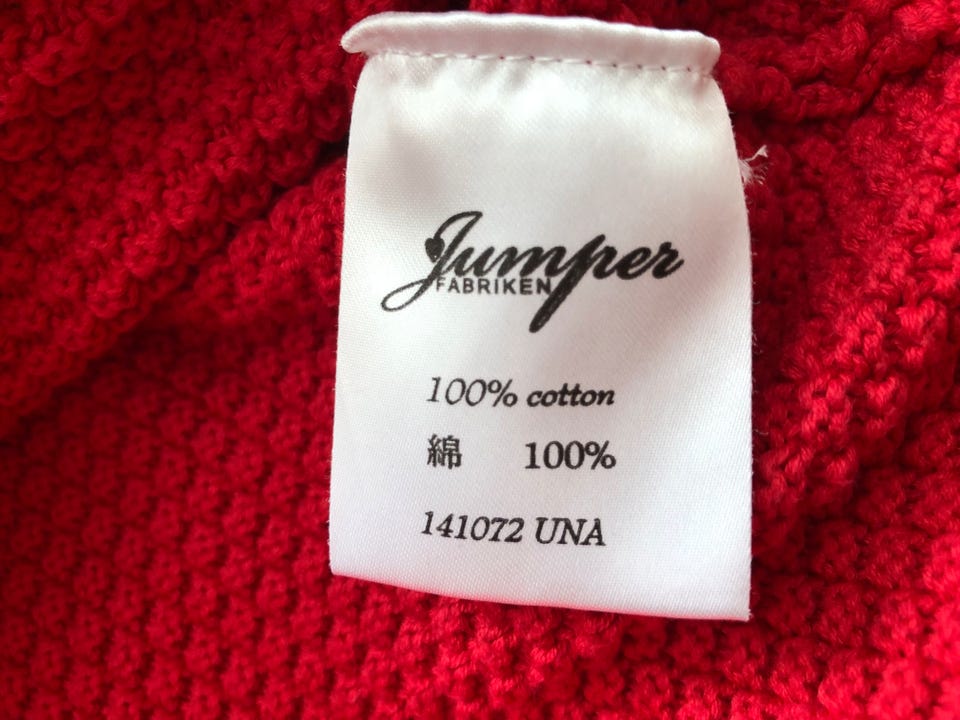 Jumper
FABRIKEN
100% cotton
綿 100%
141072 UNA